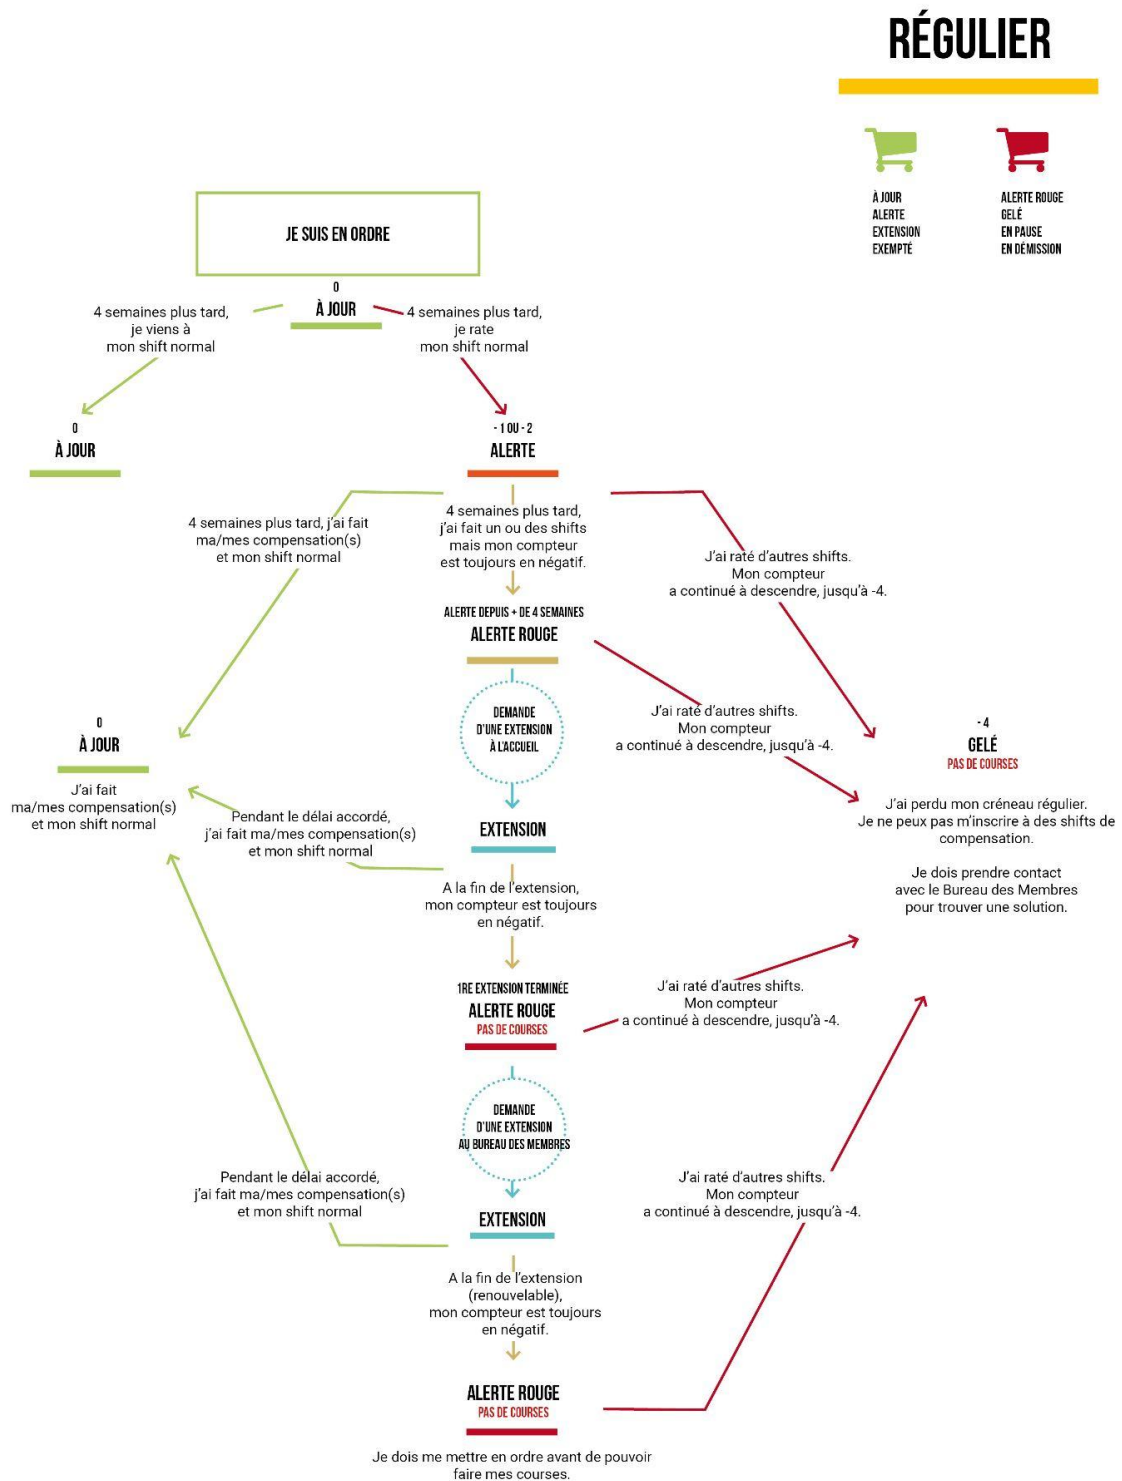 RÉGULIER
À JOUR
ALERTE
EXTENSION
EXEMPTÉ
ALERTE ROUGE
GELÉ
EN PAUSE
EN DÉMISSION
JE SUIS EN ORDRE
0
À JOUR
4 semaines plus tard,
je viens à
mon shift normal
4 semaines plus tard,
je rate
mon shift normal
0
À JOUR
- 1 OU - 2
ALERTE
4 semaines plus tard, j'ai fait
ma/mes compensation(s)
et mon shift normal
4 semaines plus tard,
j'ai fait un ou des shifts
mais mon compteur
est toujours en négatif.
J'ai raté d'autres shifts.
Mon compteur
a continué à descendre, jusqu'à -4.
ALERTE DEPUIS + DE 4 SEMAINES
ALERTE ROUGE
DEMANDE
D'UNE EXTENSION
À L'ACCUEIL
J'ai raté d'autres shifts.
Mon compteur
a continué à descendre, jusqu'à -4.
0
À JOUR
J'ai fait
ma/mes compensation(s)
et mon shift normal
- 4
GELÉ
PAS DE COURSES
J'ai perdu mon créneau régulier.
Je ne peux pas m'inscrire à des shifts de
compensation.
Je dois prendre contact
avec le Bureau des Membres
pour trouver une solution.
Pendant le délai accordé,
j'ai fait ma/mes compensation(s)
et mon shift normal
EXTENSION
A la fin de l'extension,
mon compteur est toujours
en négatif.
1RE EXTENSION TERMINÉE
ALERTE ROUGE
PAS DE COURSES
J'ai raté d'autres shifts.
Mon compteur
a continué à descendre, jusqu'à -4.
DEMANDE
D'UNE EXTENSION
AU BUREAU DES MEMBRES
Pendant le délai accordé,
j'ai fait ma/mes compensation(s)
et mon shift normal
J'ai raté d'autres shifts.
Mon compteur
a continué à descendre, jusqu'à -4.
EXTENSION
A la fin de l'extension
(renouvelable),
mon compteur est toujours
en négatif.
ALERTE ROUGE
PAS DE COURSES
Je dois me mettre en ordre avant de pouvoir
faire mes courses.